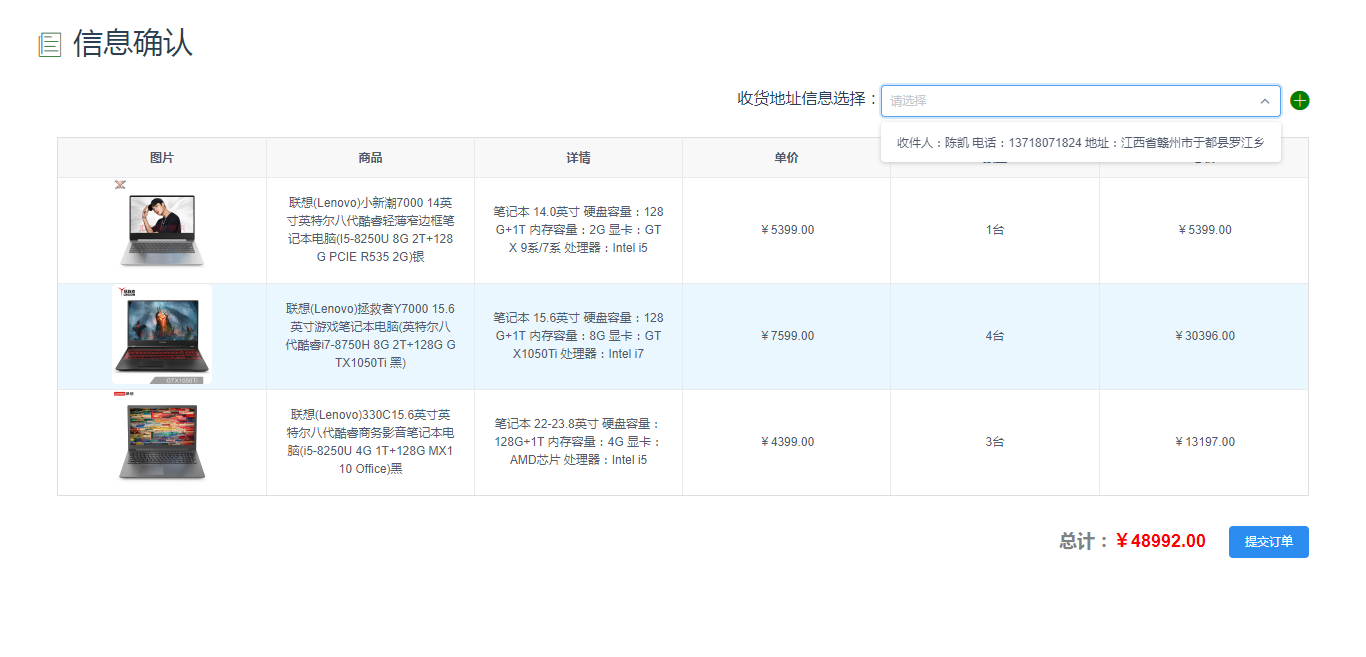 信息确认
收货地址信息选择：
请选择
收件人：陈凯 电话：13718071824 地址：江西省赣州市于都县罗江乡
图片 商品 详情 单价
联想(Lenovo)小新潮7000 14英
寸英特尔八代酷睿轻薄窄边框笔
记本电脑(I5-8250U 8G 2T+128
G PCIE R535 2G)银
笔记本 14.0英寸 硬盘容量：128
G+1T 内存容量：2G 显卡：GT
X 9系/7系 处理器：Intel i5
￥5399.00
1台
￥5399.00
联想(Lenovo)拯救者Y7000 15.6
英寸游戏笔记本电脑(英特尔八
代酷睿i7-8750H 8G 2T+128G G
TX1050Ti 黑)
GTX1050Ti
笔记本 15.6英寸 硬盘容量：128
G+1T 内存容量：8G 显卡：GT
X1050Ti 处理器：Intel i7
￥7599.00
4台
￥30396.00
联想(Lenovo)330C15.6英寸英
特尔八代酷睿商务影音笔记本电
脑(i5-8250U 4G 1T+128G MX1
10 Office)黑
笔记本 22-23.8英寸 硬盘容量：
128G+1T 内存容量：4G 显卡：
AMD芯片 处理器：Intel i5
￥4399.00
3台
￥13197.00
总计：￥48992.00
提交订单